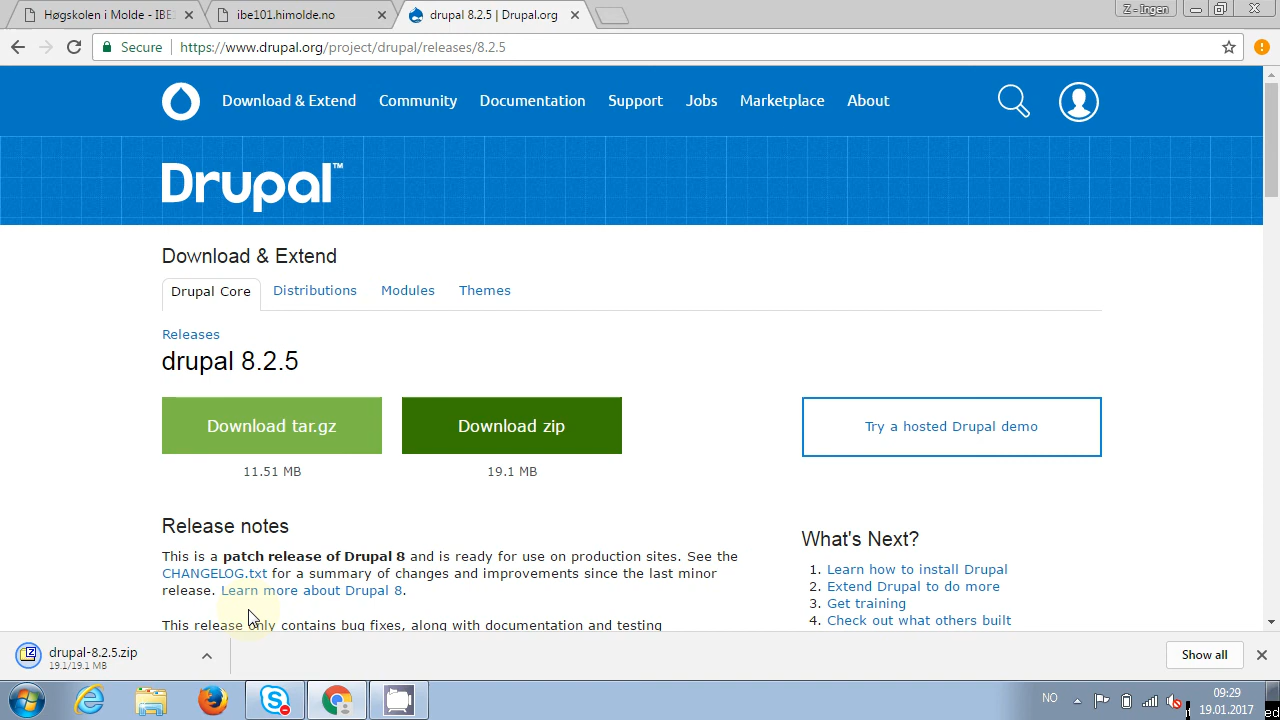 Høgskolen i Molde - IBE1
ibe101.himolde.no
drupal 8.2.5 | Drupal.org
Z - Ingen
Secure
https://www.drupal.org/project/drupal/releases/8.2.5
Download & Extend
Community
Documentation
Support
Jobs
Marketplace
About
Drupal™
Download & Extend
Drupal Core
Distributions
Modules
Themes
Releases
drupal 8.2.5
Download tar.gz
Download zip
Try a hosted Drupal demo
11.51 MB
19.1 MB
Release notes
This is a patch release of Drupal 8 and is ready for use on production sites. See the
CHANGELOG.txt for a summary of changes and improvements since the last minor
release. Learn more about Drupal 8.
This release only contains bug fixes, along with documentation and testing
What's Next?
1. Learn how to install Drupal
2. Extend Drupal to do more
3. Get training
4. Check out what others built
drupal-8.2.5.zip
19.1/19.1 MB
Show all
NO
09:29
19.01.2017